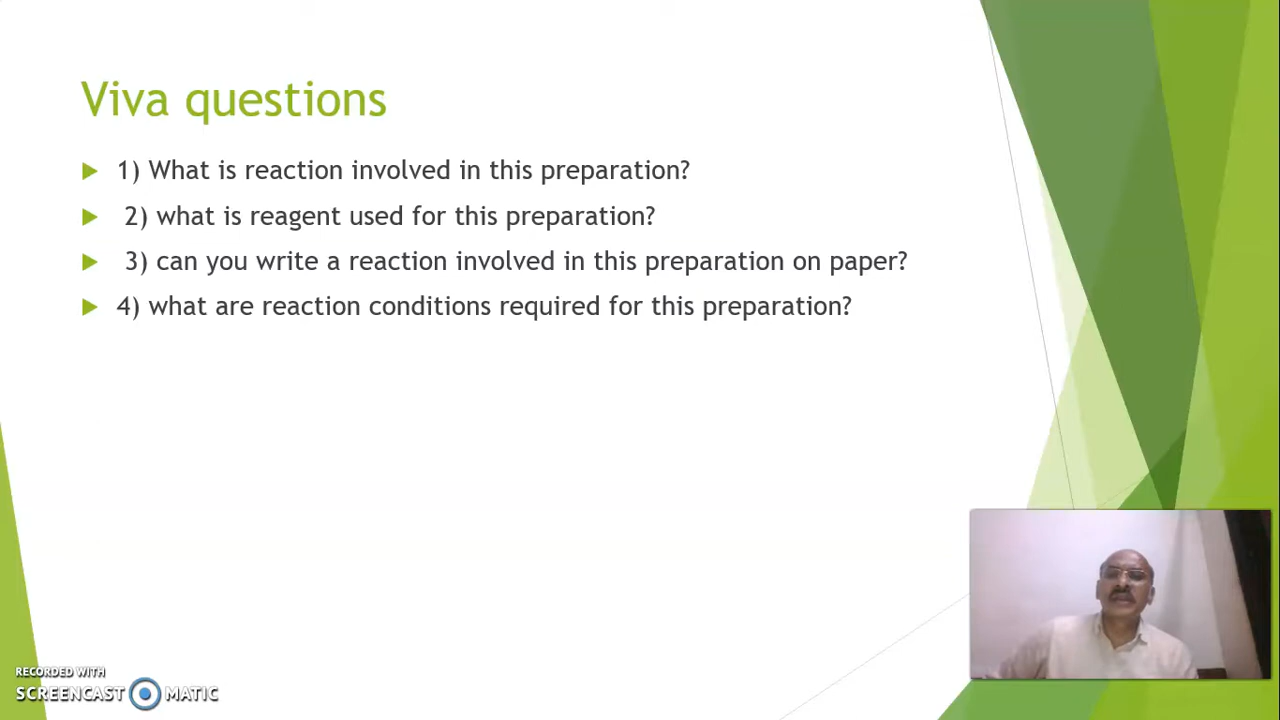 Viva questions
1) What is reaction involved in this preparation?
2) what is reagent used for this preparation?
3) can you write a reaction involved in this preparation on paper?
4) what are reaction conditions required for this preparation?
RECORDED WITH
SCREENCAST MATIC